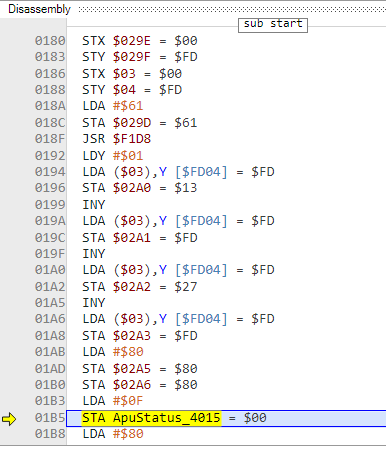 Disassembly
sub start
0180 STX $029E = $00
0183 STY $029F = $FD
0186 STX $03 = $00
0188 STY $04 = $FD
018A LDA #$61
018C STA $029D = $61
018F JSR $F1D8
0192 LDY #$01
0194 LDA ($03),Y [$FD04] = $FD
0196 STA $02A0 = $13
0199 INY
019A LDA ($03),Y [$FD04] = $FD
019C STA $02A1 = $FD
019F INY
01A0 LDA ($03),Y [$FD04] = $FD
01A2 STA $02A2 = $27
01A5 INY
01A6 LDA ($03),Y [$FD04] = $FD
01A8 STA $02A3 = $FD
01AB LDA #$80
01AD STA $02A5 = $80
01B0 STA $02A6 = $80
01B3 LDA #$0F
01B5 STA ApuStatus_4015 = $00
01B8 LDA #$80